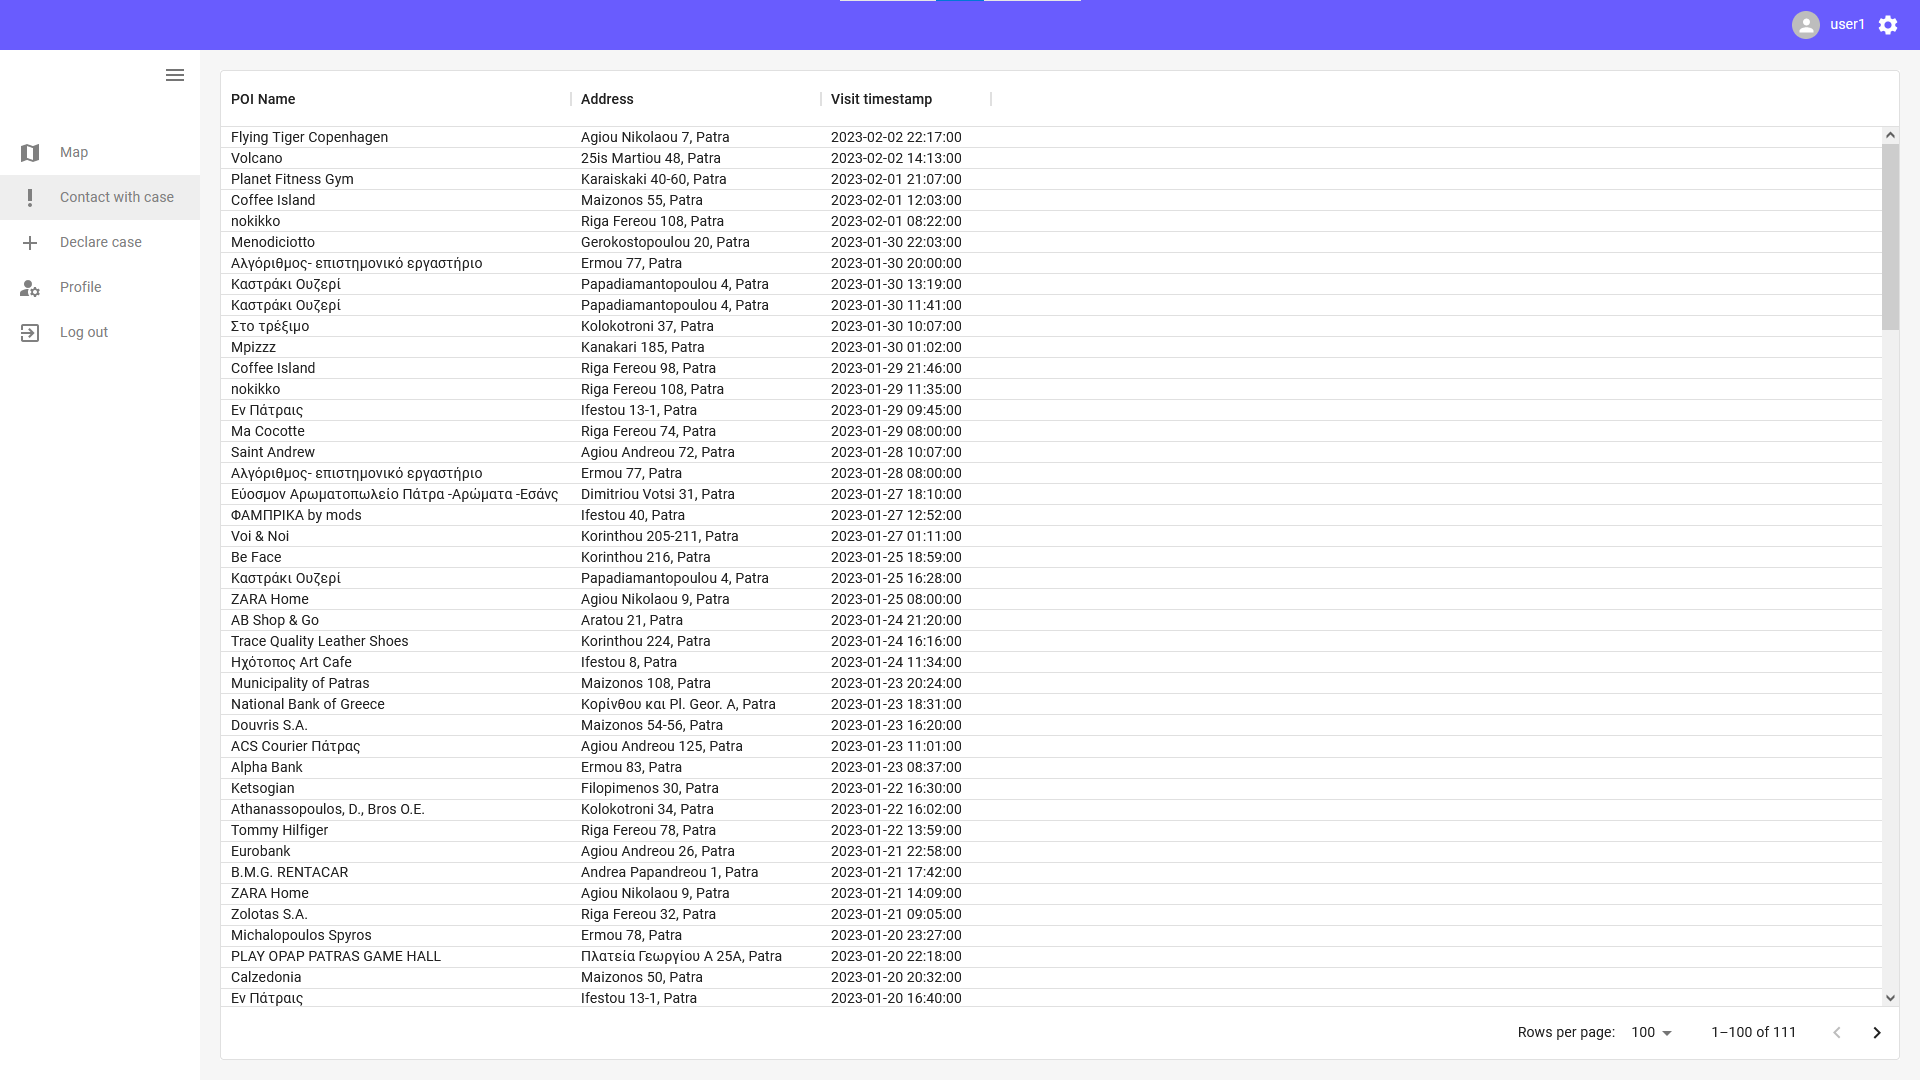 user1
Map
Contact with case
Declare case
Profile
Log out
POI Name Address Visit timestamp
Flying Tiger Copenhagen Agiou Nikolaou 7, Patra 2023-02-02 22:17:00
Volcano 25is Martiou 48, Patra 2023-02-02 14:13:00
Planet Fitness Gym Karaiskaki 40-60, Patra 2023-02-01 21:07:00
Coffee Island Maizonos 55, Patra 2023-02-01 12:03:00
nokikko Riga Fereou 108, Patra 2023-02-01 08:22:00
Menodiciotto Gerokostopoulou 20, Patra 2023-01-30 22:03:00
Αλγόριθμος- επιστημονικό εργαστήριο Ermou 77, Patra 2023-01-30 20:00:00
Καστράκι Ουζερί Papadiamantopoulou 4, Patra 2023-01-30 13:19:00
Καστράκι Ουζερί Papadiamantopoulou 4, Patra 2023-01-30 11:41:00
Στο τρέξιμο Kolokotroni 37, Patra 2023-01-30 10:07:00
Mpizzz Kanakari 185, Patra 2023-01-30 01:02:00
Coffee Island Riga Fereou 98, Patra 2023-01-29 21:46:00
nokikko Riga Fereou 108, Patra 2023-01-29 11:35:00
Εν Πάτραις Ifestou 13-1, Patra 2023-01-29 09:45:00
Ma Cocotte Riga Fereou 74, Patra 2023-01-29 08:00:00
Saint Andrew Agiou Andreou 72, Patra 2023-01-28 10:07:00
Αλγόριθμος- επιστημονικό εργαστήριο Ermou 77, Patra 2023-01-28 08:00:00
Εύοσμον Αρωματοπωλείο Πάτρα -Αρώματα -Εσάνς Dimitriou Votsi 31, Patra 2023-01-27 18:10:00
ΦΑΜΠΡΙΚΑ by mods Ifestou 40, Patra 2023-01-27 12:52:00
Voi & Noi Korinthou 205-211, Patra 2023-01-27 01:11:00
Be Face Korinthou 216, Patra 2023-01-25 18:59:00
Καστράκι Ουζερί Papadiamantopoulou 4, Patra 2023-01-25 16:28:00
ZARA Home Agiou Nikolaou 9, Patra 2023-01-25 08:00:00
AB Shop & Go Aratou 21, Patra 2023-01-24 21:20:00
Trace Quality Leather Shoes Korinthou 224, Patra 2023-01-24 16:16:00
Ηχότοπος Art Cafe Ifestou 8, Patra 2023-01-24 11:34:00
Municipality of Patras Maizonos 108, Patra 2023-01-23 20:24:00
National Bank of Greece Κορίνθου και Pl. Geor. A, Patra 2023-01-23 18:31:00
Douvris S.A. Maizonos 54-56, Patra 2023-01-23 16:20:00
ACS Courier Πάτρας Agiou Andreou 125, Patra 2023-01-23 11:01:00
Alpha Bank Ermou 83, Patra 2023-01-23 08:37:00
Ketsogian Filopimenos 30, Patra 2023-01-22 16:30:00
Athanassopoulos, D., Bros O.E. Kolokotroni 34, Patra 2023-01-22 16:02:00
Tommy Hilfiger Riga Fereou 78, Patra 2023-01-22 13:59:00
Eurobank Agiou Andreou 26, Patra 2023-01-21 22:58:00
B.M.G. RENTACAR Andrea Papandreou 1, Patra 2023-01-21 17:42:00
ZARA Home Agiou Nikolaou 9, Patra 2023-01-21 14:09:00
Zolotas S.A. Riga Fereou 32, Patra 2023-01-21 09:05:00
Michalopoulos Spyros Ermou 78, Patra 2023-01-20 23:27:00
PLAY OPAP PATRAS GAME HALL Πλατεία Γεωργίου Α 25Α, Patra 2023-01-20 22:18:00
Calzedonia Maizonos 50, Patra 2023-01-20 20:32:00
Εν Πάτραις Ifestou 13-1, Patra 2023-01-20 16:40:00
Rows per page: 100 1–100 of 111